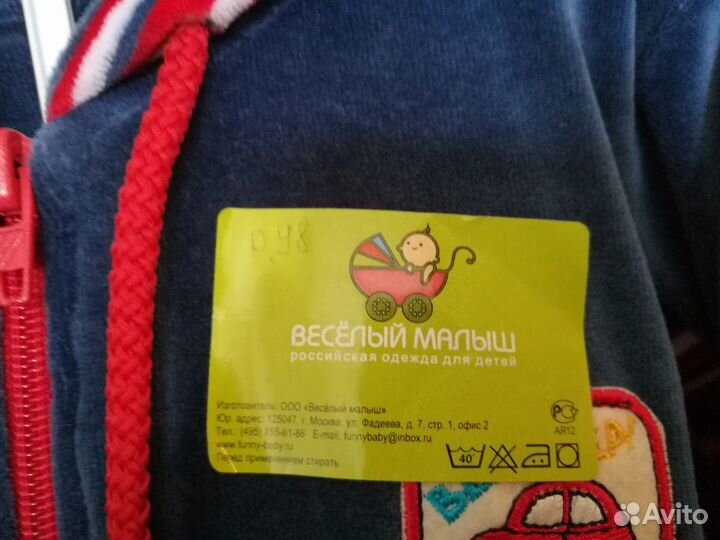 0,98
ВЕСЁЛЫЙ МАЛЫШ
российская одежда для детей
Изготовитель: ООО «Весёлый малыш»
Юр. адрес: 125047, г. Москва, ул. Фадеева, д. 7, стр. 1, офис 2
Тел.: (495) 755-61-86 E-mail: funnybaby@inbox.ru
www.funny-baby.ru
Перед применением стирать
АЯ12
40°
Avito